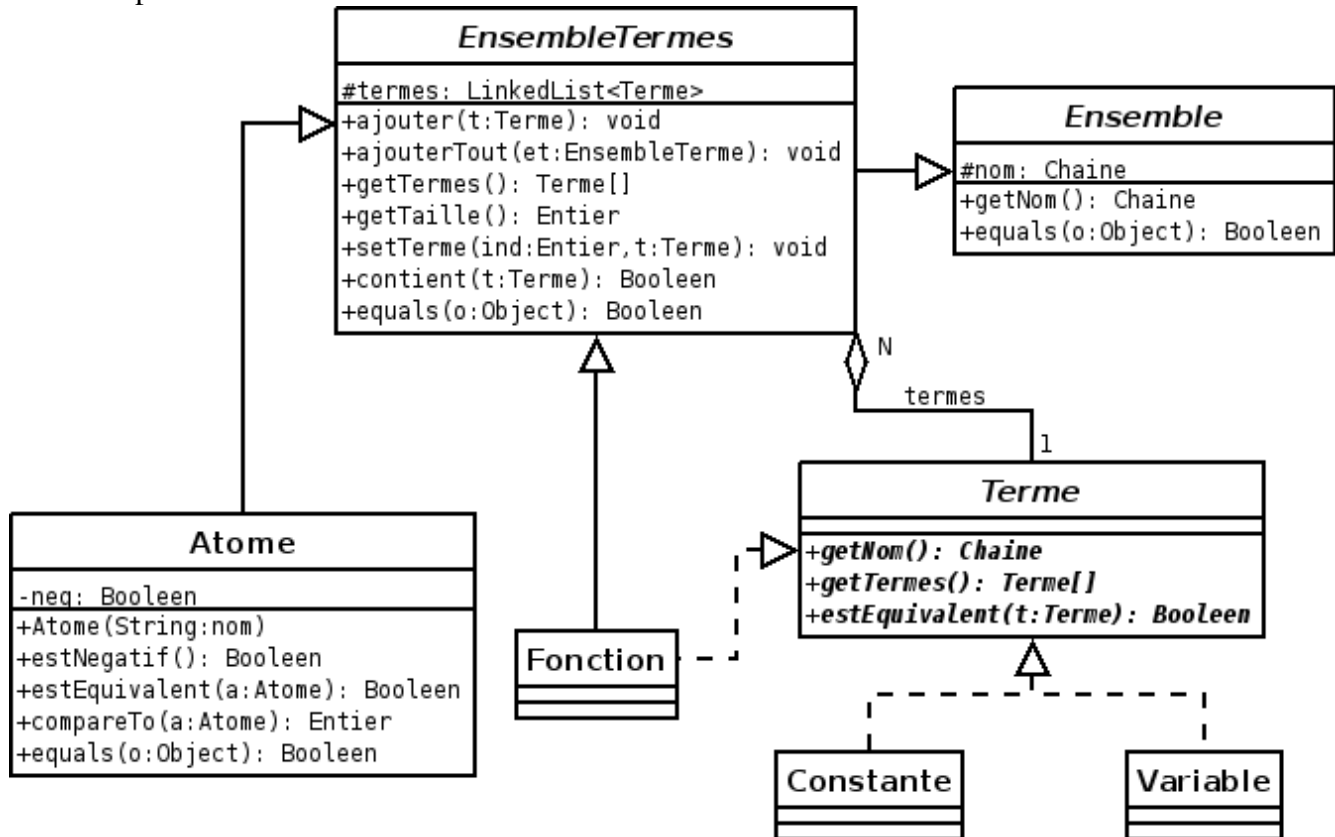 EnsembleTermes
#termes: LinkedList<Terme>
+ajouter(t:Terme): void
+ajouterTout(et:EnsembleTerme): void
+getTermes(): Terme[]
+getTaille(): Entier
+setTerme(ind:Entier,t:Terme): void
+contient(t:Terme): Booleen
+equals(o:Object): Booleen
Ensemble
#nom: Chaine
+getNom(): Chaine
+equals(o:Object): Booleen
N
termes
1
Terme
+getNom(): Chaine
+getTermes(): Terme[]
+estEquivalent(t:Terme): Booleen
Atome
-neg: Booleen
+Atome(String:nom)
+estNegatif(): Booleen
+estEquivalent(a:Atome): Booleen
+compareTo(a:Atome): Entier
+equals(o:Object): Booleen
Fonction
Constante
Variable